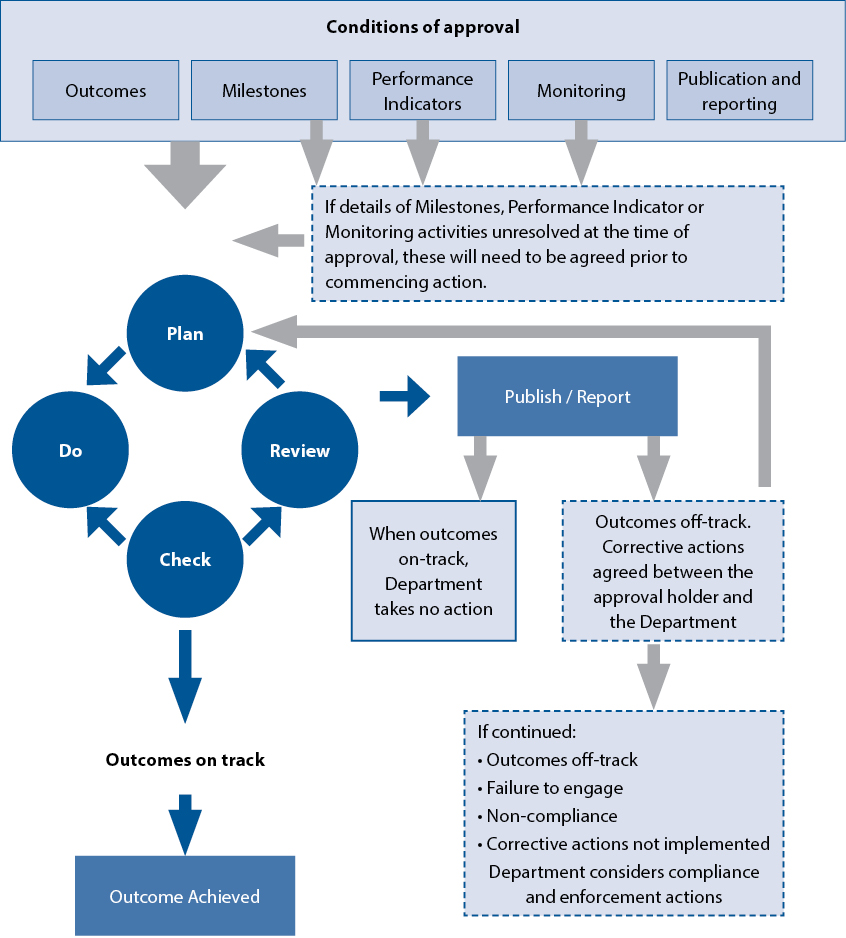 Conditions of approval
Outcomes
Milestones
Performance
Indicators
Monitoring
Publication and
reporting
If details of Milestones, Performance Indicator or
Monitoring activities unresolved at the time of
approval, these will need to be agreed prior to
commencing action.
Plan
Do
Review
Check
Publish / Report
When outcomes
on-track,
Department
takes no action
Outcomes off-track.
Corrective actions
agreed between the
approval holder and
the Department
If continued:
• Outcomes off-track
• Failure to engage
• Non-compliance
• Corrective actions not implemented
Department considers compliance
and enforcement actions
Outcomes on track
Outcome Achieved